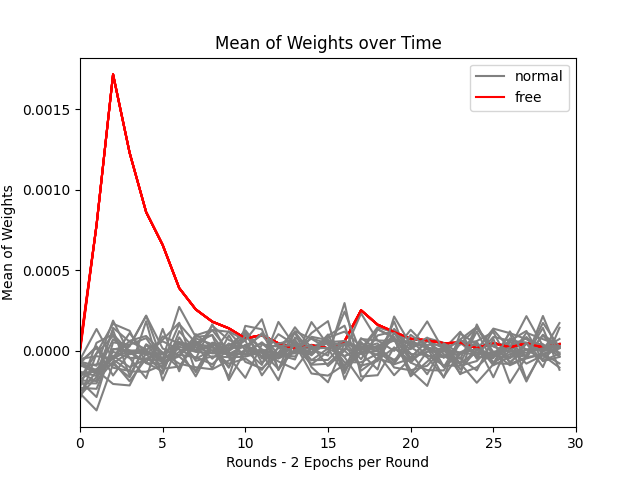 Mean of Weights over Time
normal
free
Mean of Weights
0.0015
0.0010
0.0005
0.0000
0 5 10 15 20 25 30
Rounds - 2 Epochs per Round